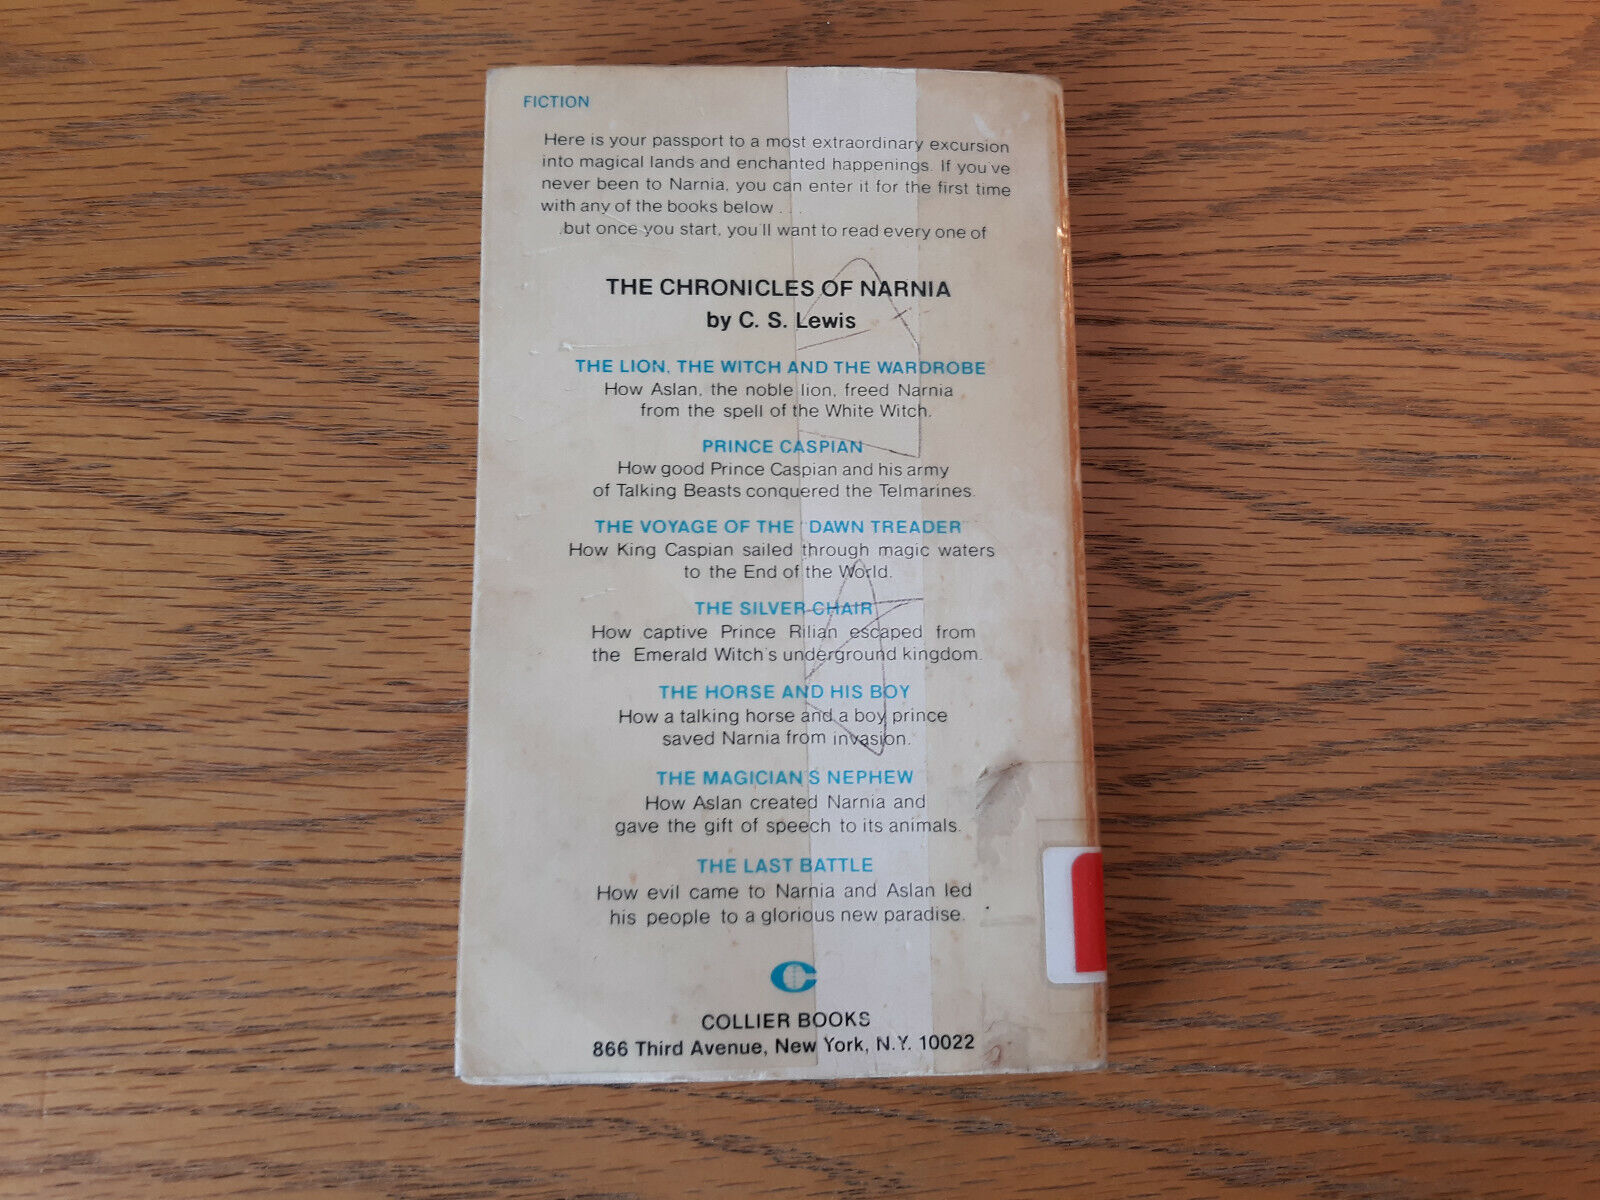 FICTION
Here is your passport to a most extraordinary excursion
into magical lands and enchanted happenings. If you've
never been to Narnia, you can enter it for the first time
with any of the books below . . .
.but once you start, you'll want to read every one of
THE CHRONICLES OF NARNIA
by C. S. Lewis
THE LION, THE WITCH AND THE WARDROBE
How Aslan, the noble lion, freed Narnia
from the spell of the White Witch.
PRINCE CASPIAN
How good Prince Caspian and his army
of Talking Beasts conquered the Telmarines.
THE VOYAGE OF THE "DAWN TREADER"
How King Caspian sailed through magic waters
to the End of the World.
THE SILVER CHAIR
How captive Prince Rilian escaped from
the Emerald Witch's underground kingdom.
THE HORSE AND HIS BOY
How a talking horse and a boy prince
saved Narnia from invasion.
THE MAGICIAN'S NEPHEW
How Aslan created Narnia and
gave the gift of speech to its animals.
THE LAST BATTLE
How evil came to Narnia and Aslan led
his people to a glorious new paradise.
COLLIER BOOKS
866 Third Avenue, New York, N.Y. 10022